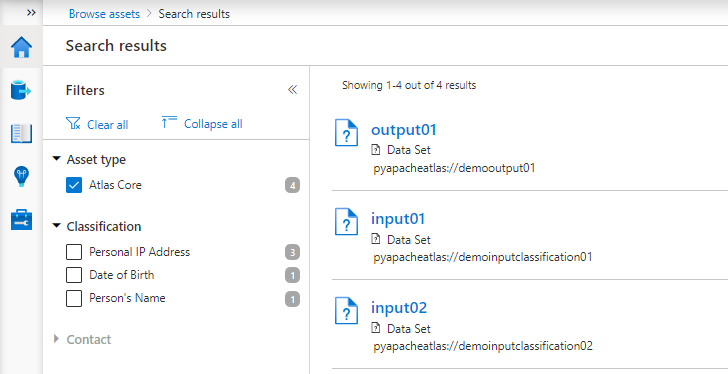 Browse assets > Search results
Search results
Filters
Clear all
Collapse all
Asset type
Atlas Core 4
Classification
Personal IP Address 3
Date of Birth 1
Person's Name 1
Contact
Showing 1-4 out of 4 results
output01
Data Set
pyapacheatlas://demooutput01
input01
Data Set
pyapacheatlas://demoinputclassification01
input02
Data Set
pyapacheatlas://demoinputclassification02